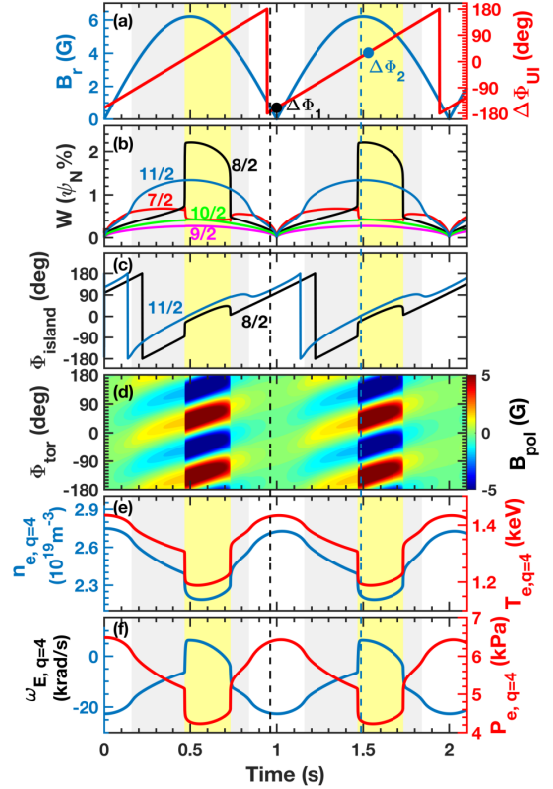 (a)
B_r (G)
6
4
2
0
180
90
0
-90
-180
ΔΦ_UI (deg)
ΔΦ_1
ΔΦ_2
(b)
W (ψ_N%)
2
1
0
11/2
7/2
8/2
10/2
9/2
(c)
Φ_island (deg)
180
90
0
-90
-180
11/2
8/2
(d)
Φ_tor (deg)
180
90
0
-90
-180
5
0
-5
B_pol (G)
(e)
n_e, q=4
(10^19 m^-3)
2.9
2.6
2.3
1.4
1.2
T_e,q=4 (keV)
(f)
ω_E, q=4
(krad/s)
0
-20
7
6
5
4
P_e, q=4 (kPa)
0 0.5 1 1.5 2
Time (s)